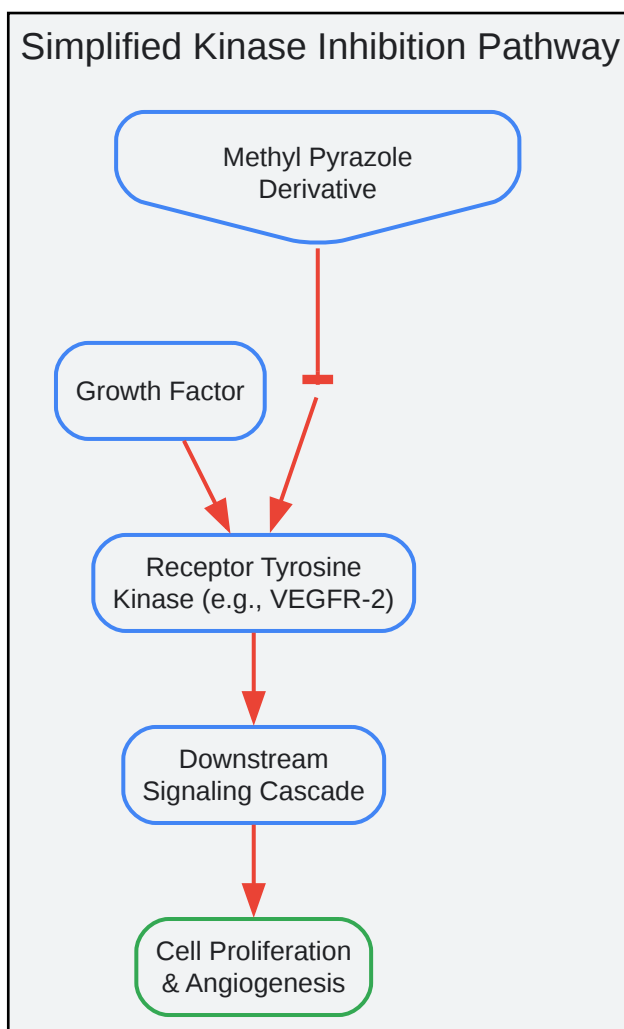 Simplified Kinase Inhibition Pathway
Methyl Pyrazole
Derivative
Growth Factor
Receptor Tyrosine
Kinase (e.g., VEGFR-2)
Downstream
Signaling Cascade
Cell Proliferation
& Angiogenesis